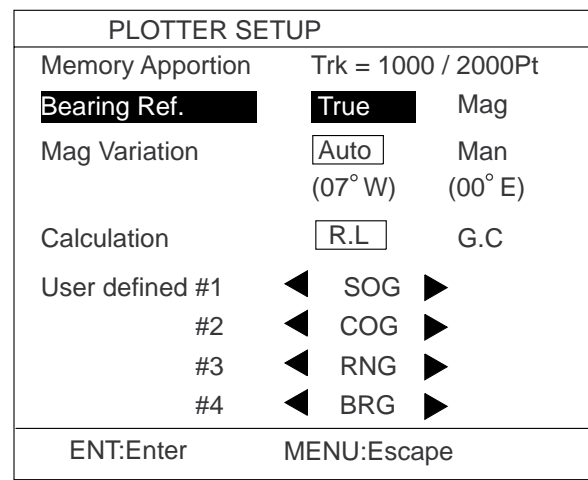 PLOTTER SETUP
Memory Apportion Trk = 1000 / 2000Pt
Bearing Ref. True Mag
Mag Variation Auto Man
(07° W) (00° E)
Calculation R.L G.C
User defined #1 ◀ SOG ▶
#2 ◀ COG ▶
#3 ◀ RNG ▶
#4 ◀ BRG ▶
ENT:Enter MENU:Escape